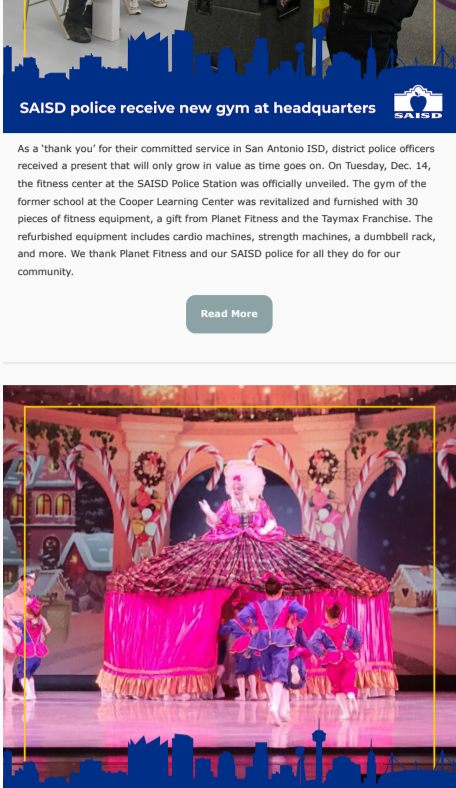 SAISD police receive new gym at headquarters
SAISD
As a ‘thank you’ for their committed service in San Antonio ISD, district police officers
received a present that will only grow in value as time goes on. On Tuesday, Dec. 14,
the fitness center at the SAISD Police Station was officially unveiled. The gym of the
former school at the Cooper Learning Center was revitalized and furnished with 30
pieces of fitness equipment, a gift from Planet Fitness and the Taymax Franchise. The
refurbished equipment includes cardio machines, strength machines, a dumbbell rack,
and more. We thank Planet Fitness and our SAISD police for all they do for our
community.
Read More